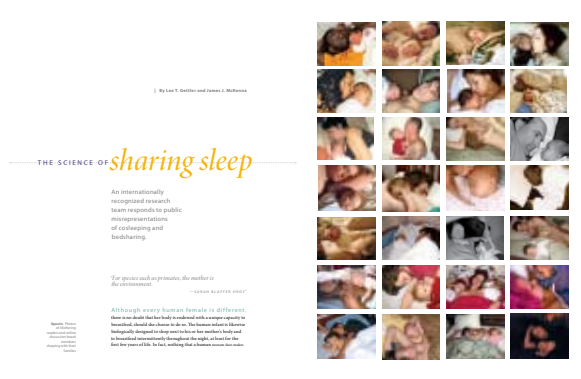 | By Lee T. Gettler and James J. McKenna
THE SCIENCE OF sharing sleep
An internationally
recognized research
team responds to public
misrepresentations
of cosleeping and
bedsharing.
"For species such as primates, the mother is
the environment.
—SARAH BLAFFER HRDY
Although every human female is different,
there is no doubt that her body is endowed with a unique capacity to
breastfeed, should she choose to do so. The human infant is likewise
biologically designed to sleep next to his or her mother's body and
to breastfeed intermittently throughout the night, at least for the
first few years of life. In fact, nothing that a human
Photos
of
families